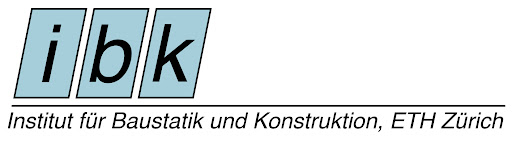 ibk
Institut für Baustatik und Konstruktion, ETH Zürich